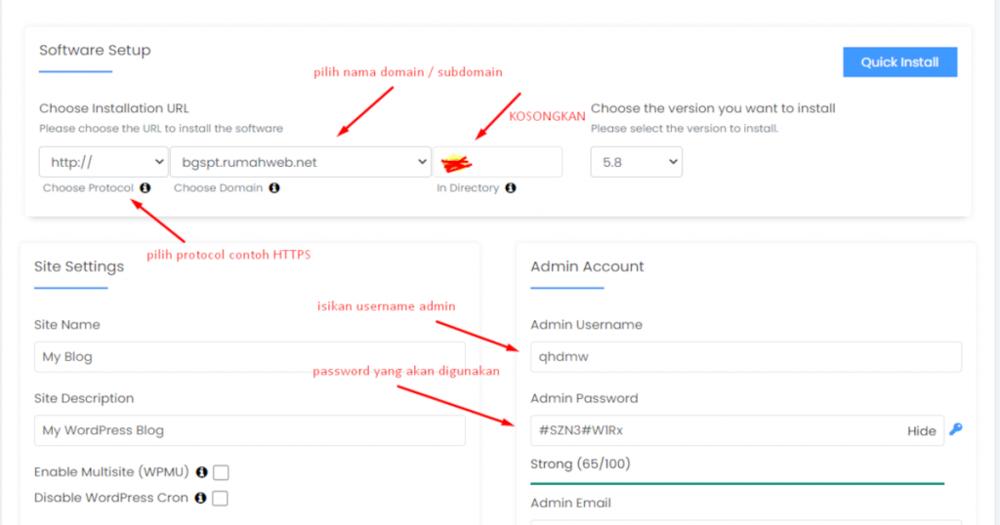 Software Setup
pilih nama domain / subdomain
Quick Install
Choose Installation URL
KOSONGKAN
Choose the version you want to install
Please choose the URL to install the software
Please select the version to install.
http://
bgspt.rumahweb.net
5.8
Choose Protocol
Choose Domain
In Directory
pilih protocol contoh HTTPS
Site Settings
Site Name
My Blog
Site Description
My WordPress Blog
Enable Multisite (WPMU)
Disable WordPress Cron
Admin Account
isikan username admin
Admin Username
qhdmw
password yang akan digunakan
Admin Password
#SZN3#W1Rx
Hide
Strong (65/100)
Admin Email